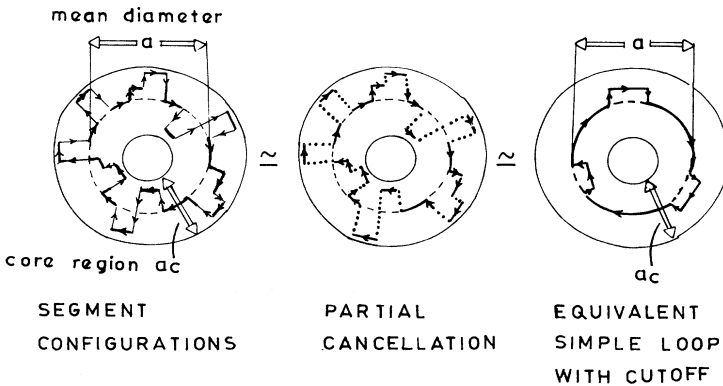 mean diameter
a
a
≃
≃
core region ac
ac
SEGMENT
CONFIGURATIONS
PARTIAL
CANCELLATION
EQUIVALENT
SIMPLE LOOP
WITH CUTOFF